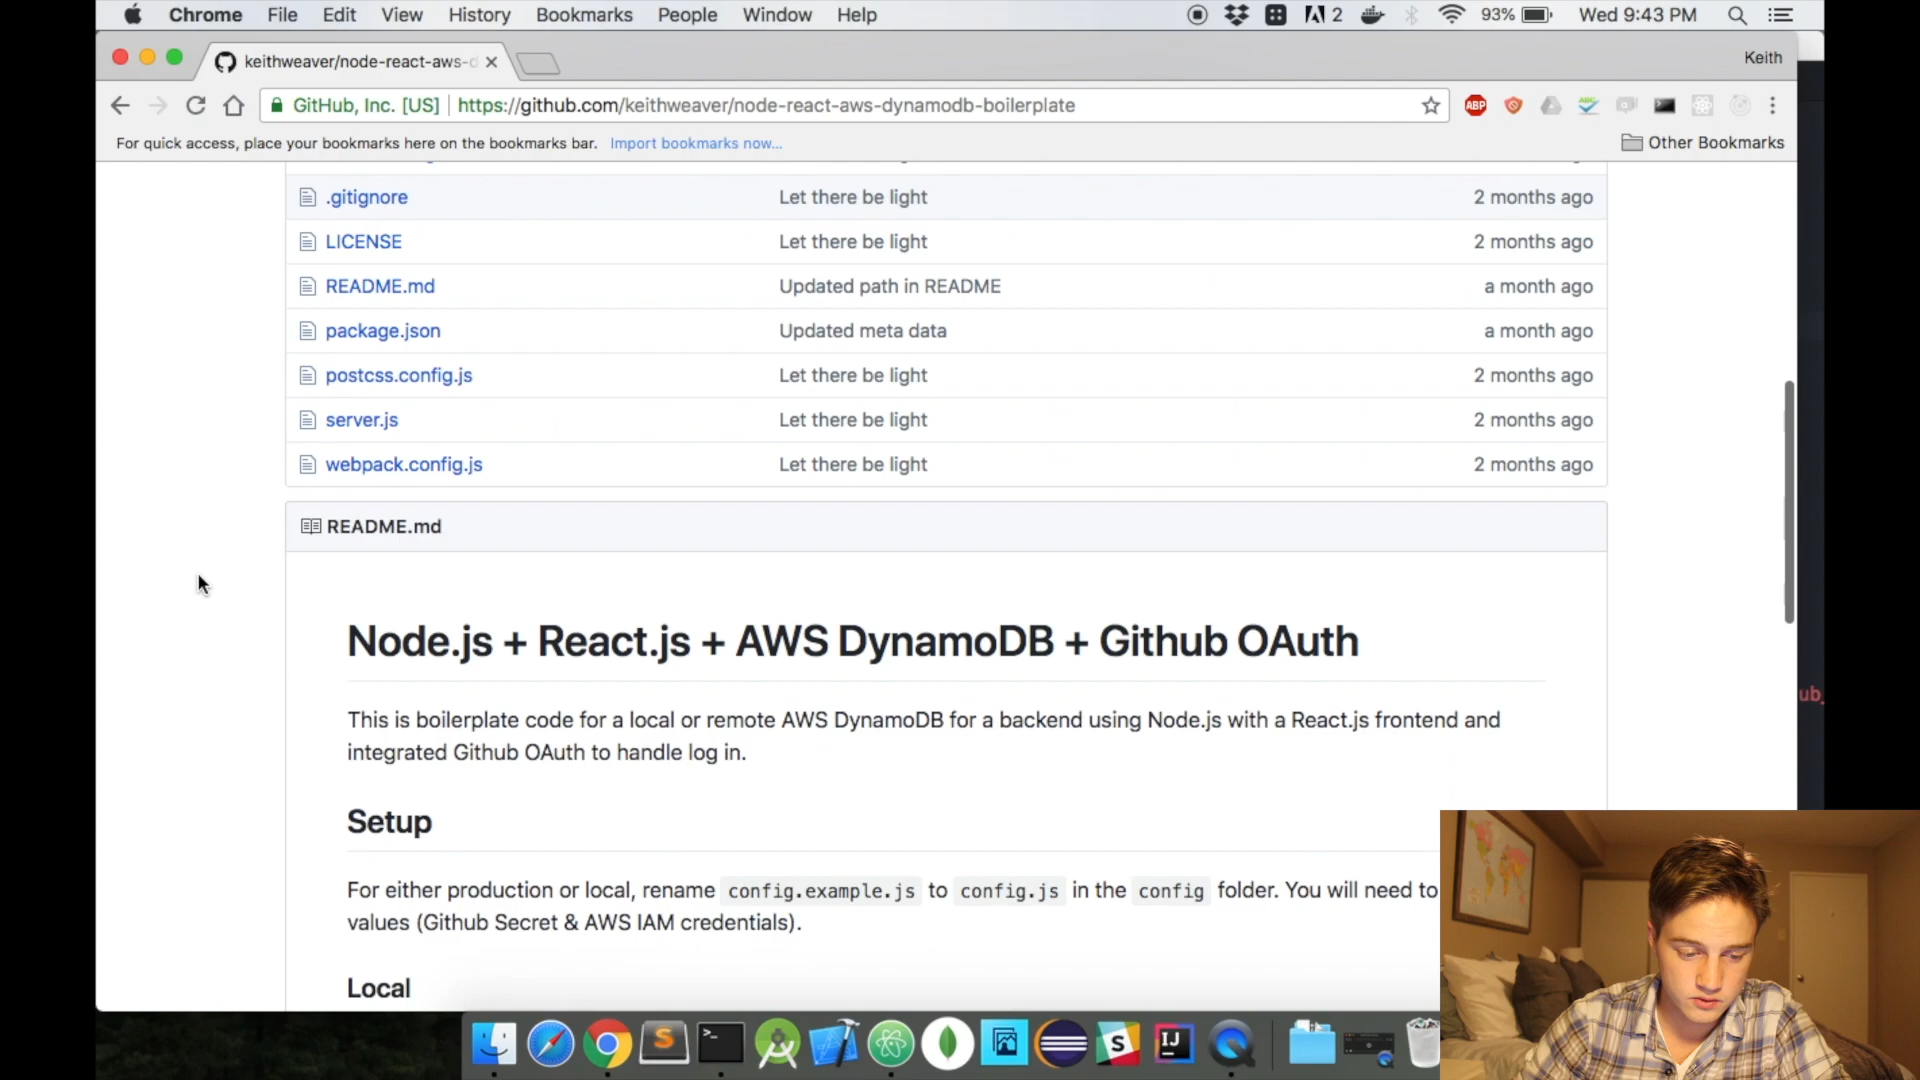 Chrome File Edit View History Bookmarks People Window Help 2 93% Wed 9:43 PM
keithweaver/node-react-aws-d Keith
GitHub, Inc. [US] https://github.com/keithweaver/node-react-aws-dynamodb-boilerplate ABP
For quick access, place your bookmarks here on the bookmarks bar. Import bookmarks now... Other Bookmarks
.gitignore Let there be light 2 months ago
LICENSE Let there be light 2 months ago
README.md Updated path in README a month ago
package.json Updated meta data a month ago
postcss.config.js Let there be light 2 months ago
server.js Let there be light 2 months ago
webpack.config.js Let there be light 2 months ago
README.md
Node.js + React.js + AWS DynamoDB + Github OAuth
ub_
This is boilerplate code for a local or remote AWS DynamoDB for a backend using Node.js with a React.js frontend and
integrated Github OAuth to handle log in.
Setup
For either production or local, rename config.example.js to config.js in the config folder. You will need to
values (Github Secret & AWS IAM credentials).
Local
S >_ S IJ